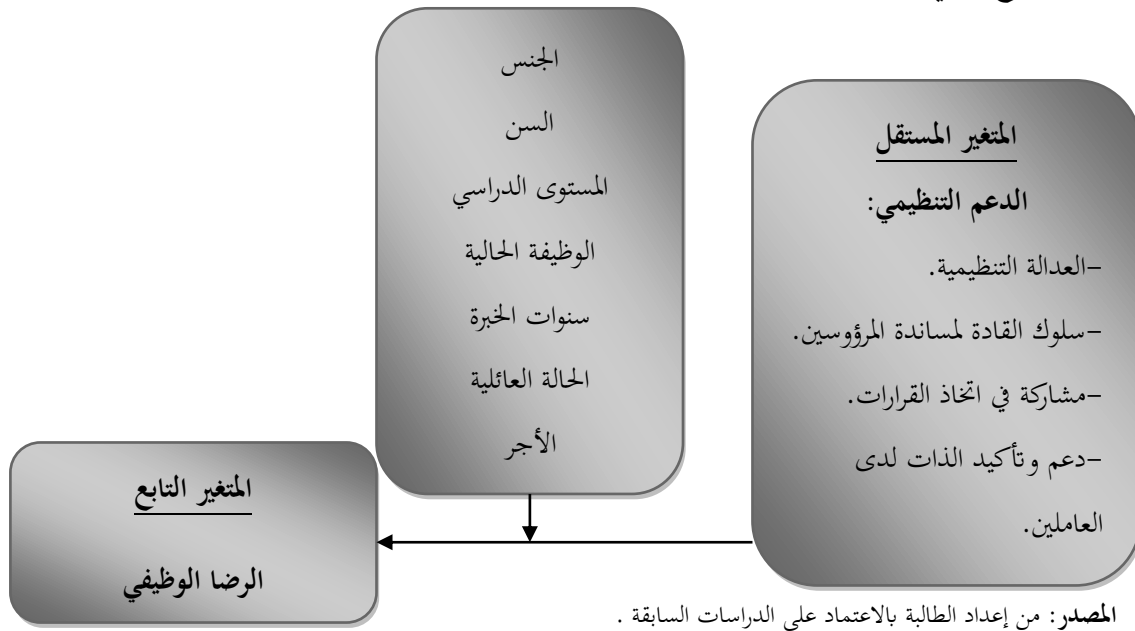 الجنس
السن
المستوى الدراسي
الوظيفة الحالية
سنوات الخبرة
الحالة العائلية
الأجر
المتغير المستقل
الدعم التنظيمي:
-العدالة التنظيمية.
-سلوك القادة لمساندة المرؤوسين.
-مشاركة في اتخاذ القرارات.
-دعم وتأكيد الذات لدى
العاملين.
المتغير التابع
الرضا الوظيفي
المصدر: من إعداد الطالبة بالاعتماد على الدراسات السابقة .